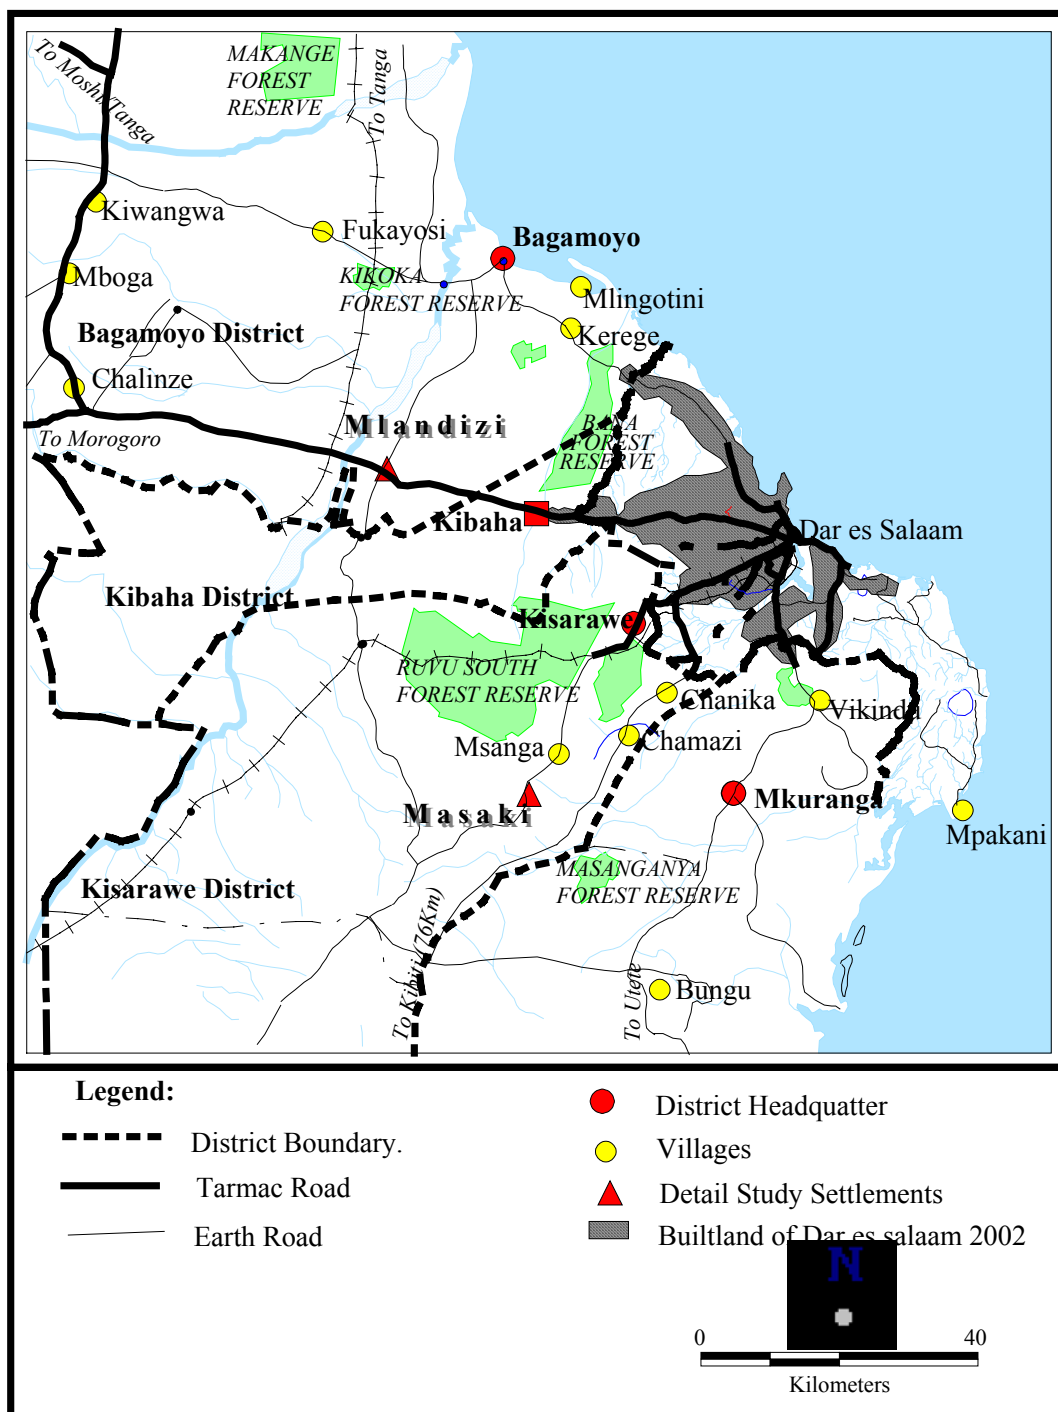 To Moshi/Tanga
MAKANGE
FOREST
RESERVE
To Tanga
Kiwangwa
Fukayosi
Bagamoyo
Mboga
KIKOKA
FOREST RESERVE
Mlingotini
Kerege
Bagamoyo District
Chalinze
Mlandizi
BANA
FOREST
RESERVE
To Morogoro
Kibaha
Dar es Salaam
Kibaha District
Kisarawe
RUVU SOUTH
FOREST RESERVE
Chanika
Vikindu
Msanga
Chamazi
Masaki
Mkuranga
Mpakani
MASANGANYA
FOREST RESERVE
Kisarawe District
To Kibiti (76Km)
To Utete
Bungu
Legend:
District Boundary.
Tarmac Road
Earth Road
District Headquatter
Villages
Detail Study Settlements
Builtland of Dar es salaam 2002
N
0 40
Kilometers